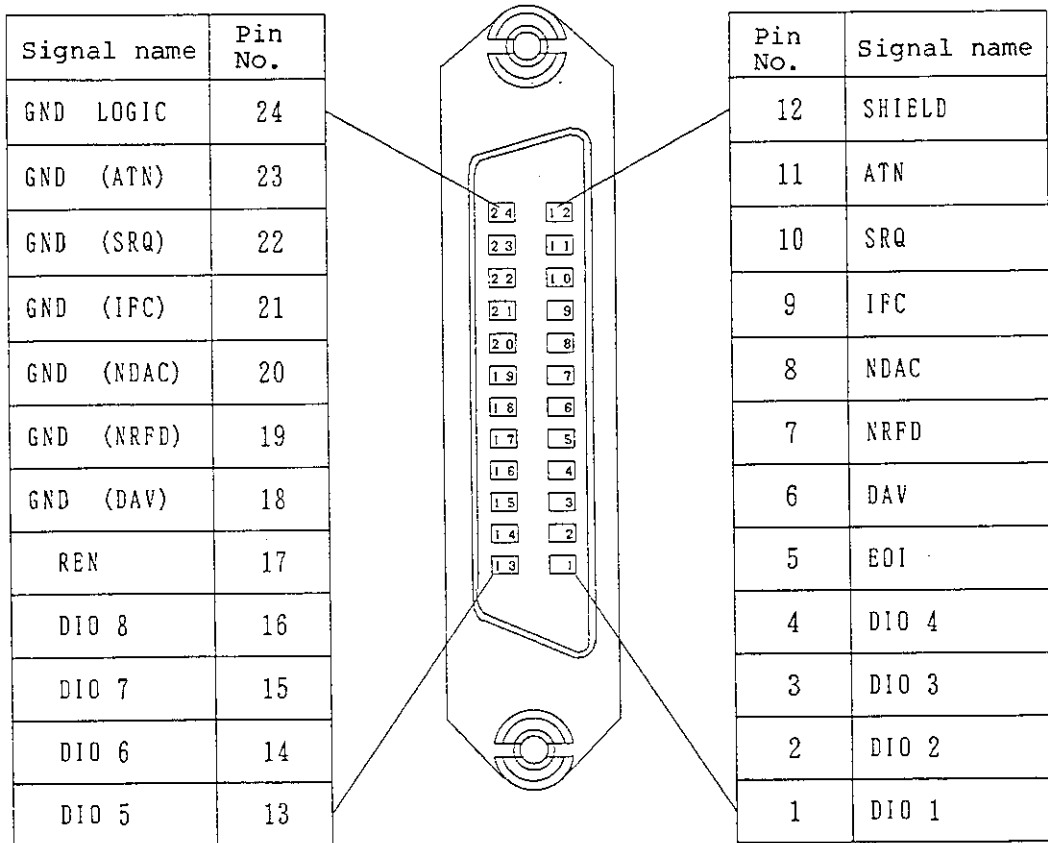 Signal name Pin No.
GND LOGIC 24
GND (ATN) 23
GND (SRQ) 22
GND (IFC) 21
GND (NDAC) 20
GND (NRFD) 19
GND (DAV) 18
REN 17
DIO 8 16
DIO 7 15
DIO 6 14
DIO 5 13
24 12
23 11
22 10
21 9
20 8
19 7
18 6
17 5
16 4
15 3
14 2
13 1
Pin No. Signal name
12 SHIELD
11 ATN
10 SRQ
9 IFC
8 NDAC
7 NRFD
6 DAV
5 EOI
4 DIO 4
3 DIO 3
2 DIO 2
1 DIO 1